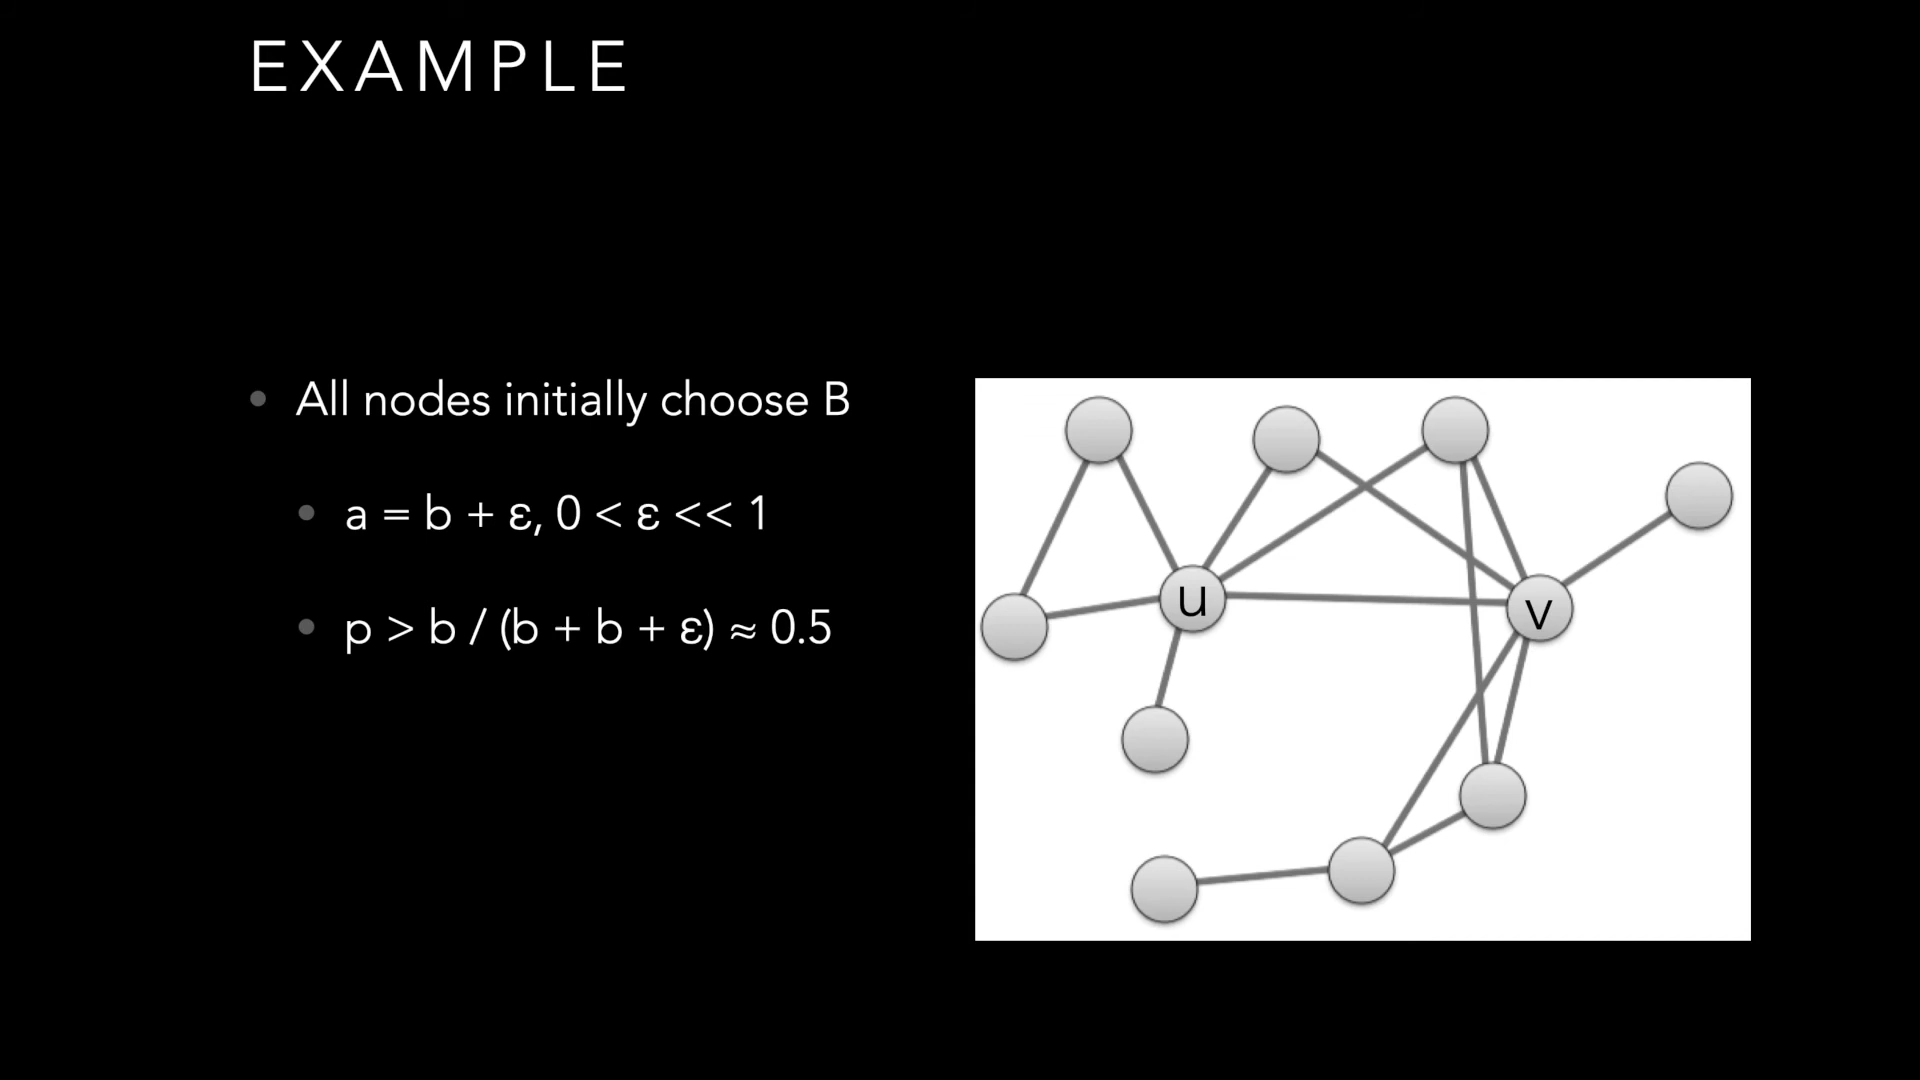 EXAMPLE
• All nodes initially choose B
• a = b + ε, 0 < ε << 1
• p > b / (b + b + ε) ≈ 0.5
u
v